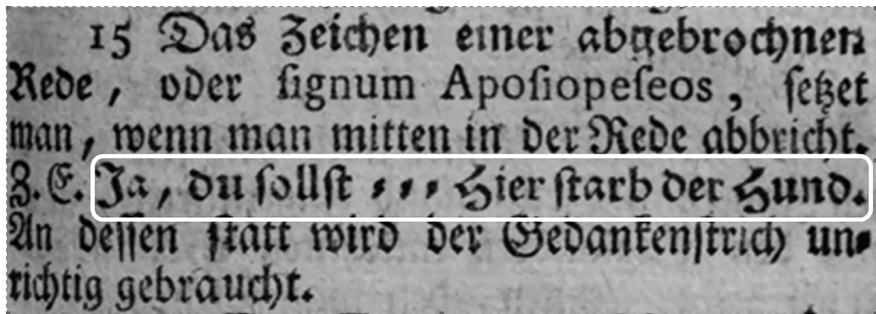 15 Das Zeichen einer abgebrochnen
Rede, oder ſignum Apoſiopeſeos, ſetzet
man, wenn man mitten in der Rede abbricht.
Z. E. Ja, du ſollſt ⸗ ⸗ ⸗ Hier ſtarb der Hund.
An deſſen ſtatt wird der Gedankenſtrich un⸗
richtig gebraucht.